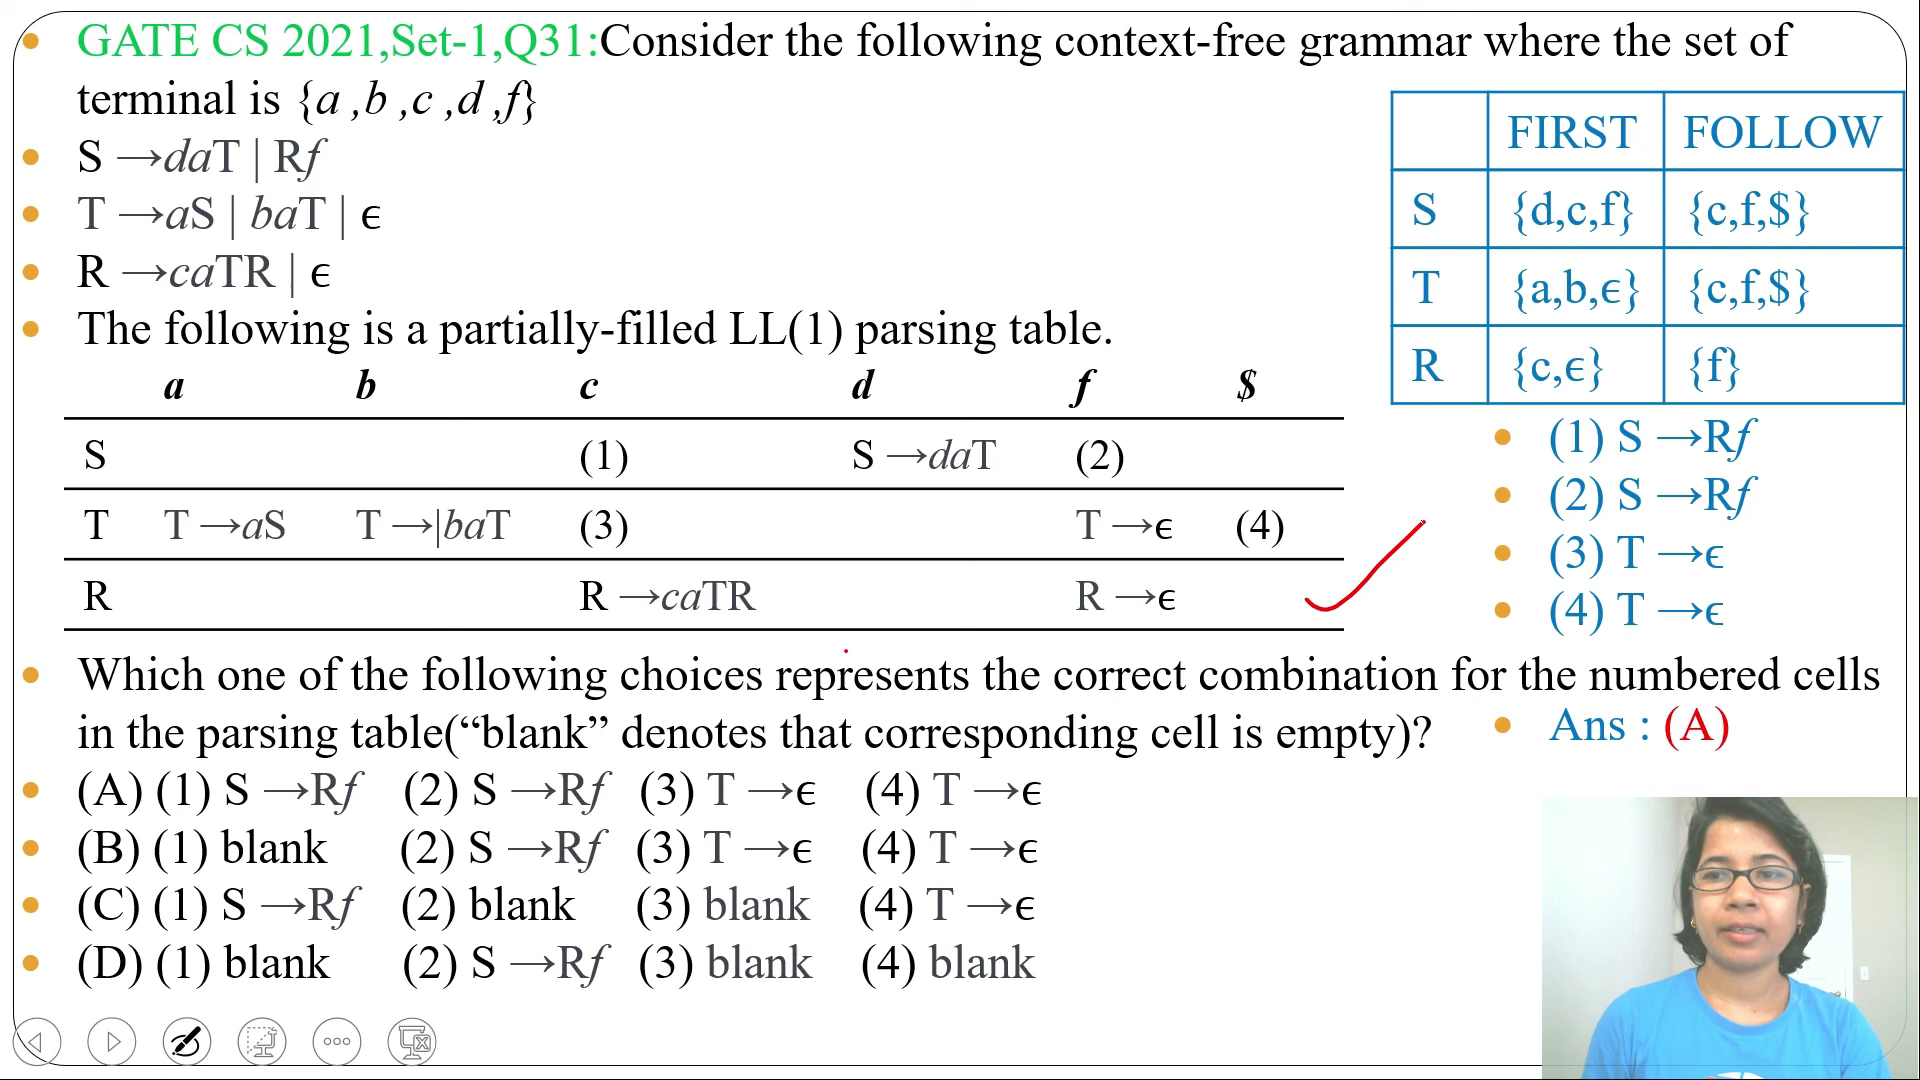 GATE CS 2021,Set-1,Q31:Consider the following context-free grammar where the set of
terminal is {a ,b ,c ,d ,f}
S →daT | Rf
T →aS | baT | ϵ
R →caTR | ϵ
The following is a partially-filled LL(1) parsing table.
a b c d f $
S (1) S →daT (2)
T T →aS T →|baT (3) T →ϵ (4)
R R →caTR R →ϵ
FIRST FOLLOW
S {d,c,f} {c,f,$}
T {a,b,ϵ} {c,f,$}
R {c,ϵ} {f}
(1) S →Rf
(2) S →Rf
(3) T →ϵ
(4) T →ϵ
Which one of the following choices represents the correct combination for the numbered cells
in the parsing table(“blank” denotes that corresponding cell is empty)?
Ans : (A)
(A) (1) S →Rf (2) S →Rf (3) T →ϵ (4) T →ϵ
(B) (1) blank (2) S →Rf (3) T →ϵ (4) T →ϵ
(C) (1) S →Rf (2) blank (3) blank (4) T →ϵ
(D) (1) blank (2) S →Rf (3) blank (4) blank